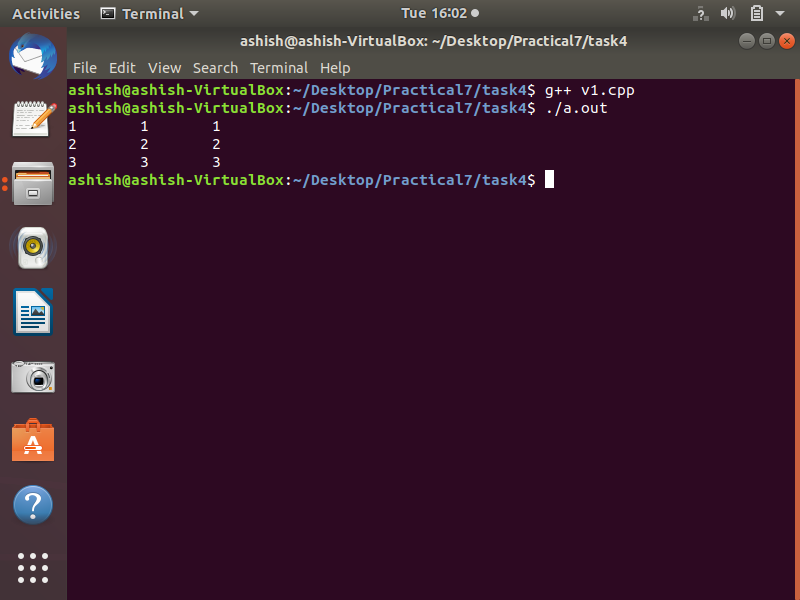 Activities Terminal Tue 16:02
ashish@ashish-VirtualBox: ~/Desktop/Practical7/task4
File Edit View Search Terminal Help
ashish@ashish-VirtualBox:~/Desktop/Practical7/task4$ g++ v1.cpp
ashish@ashish-VirtualBox:~/Desktop/Practical7/task4$ ./a.out
1 1 1
2 2 2
3 3 3
ashish@ashish-VirtualBox:~/Desktop/Practical7/task4$